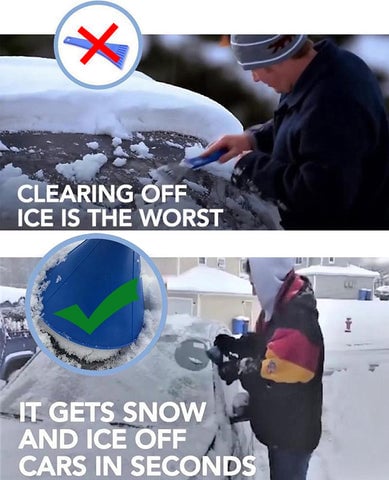 CLEARING OFF
ICE IS THE WORST
IT GETS SNOW
AND ICE OFF
CARS IN SECONDS